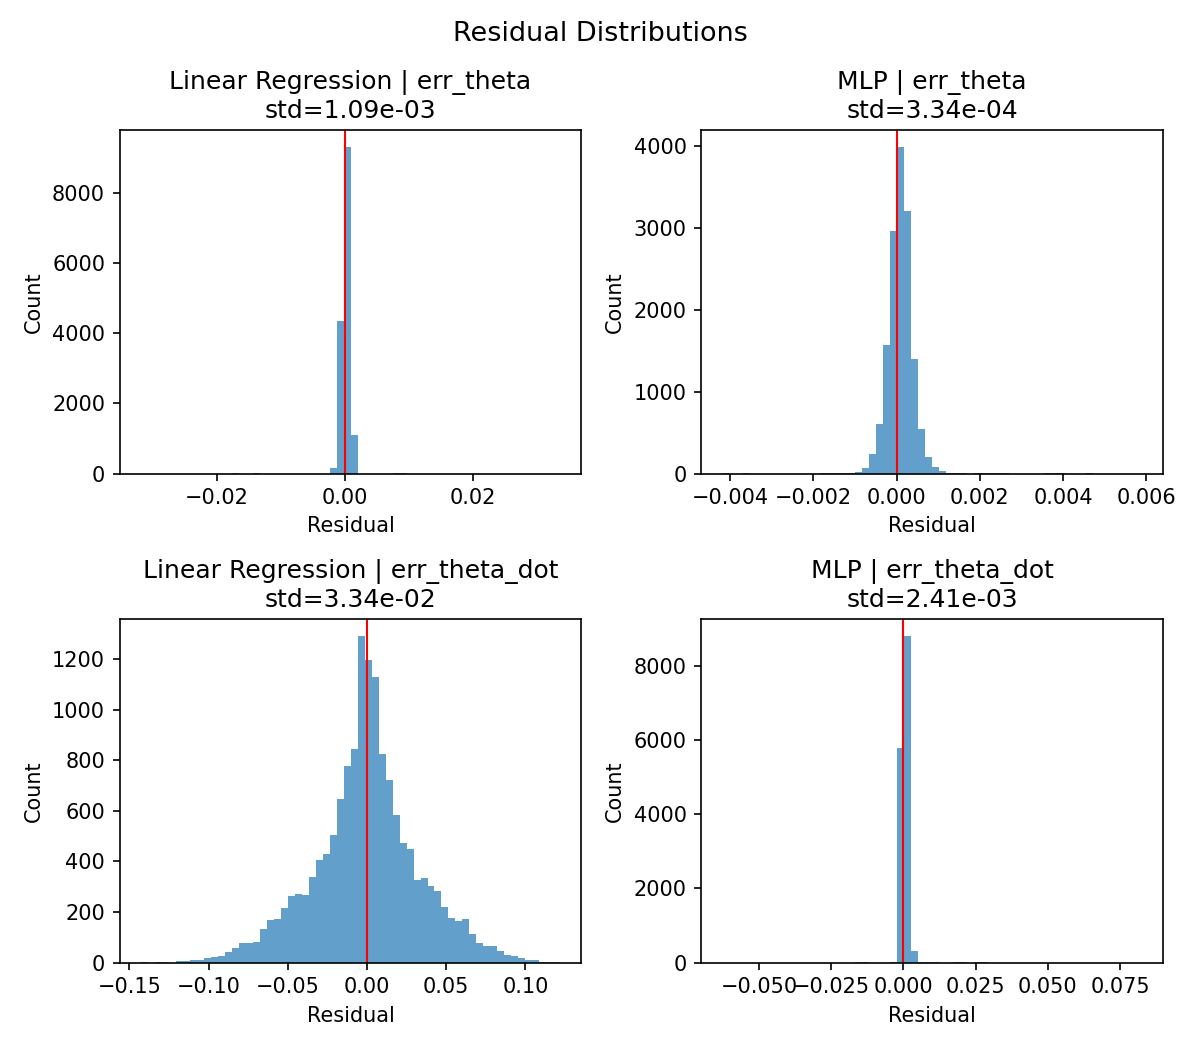 Residual Distributions
Linear Regression | err_theta
std=1.09e-03
8000
6000
4000
2000
0
Count
−0.02
0.00
0.02
Residual
MLP | err_theta
std=3.34e-04
4000
3000
2000
1000
0
Count
−0.004
−0.002
0.000
0.002
0.004
0.006
Residual
Linear Regression | err_theta_dot
std=3.34e-02
1200
1000
800
600
400
200
0
Count
−0.15
−0.10
−0.05
0.00
0.05
0.10
Residual
MLP | err_theta_dot
std=2.41e-03
8000
6000
4000
2000
0
Count
−0.050
−0.025
0.000
0.025
0.050
0.075
Residual